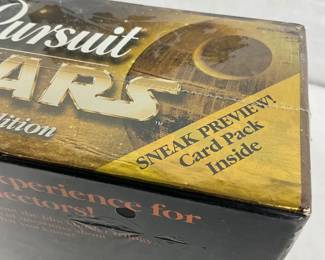 Pursuit
ARS
dition
SNEAK PREVIEW!
Card Pack
Inside
xperience for
lectors!